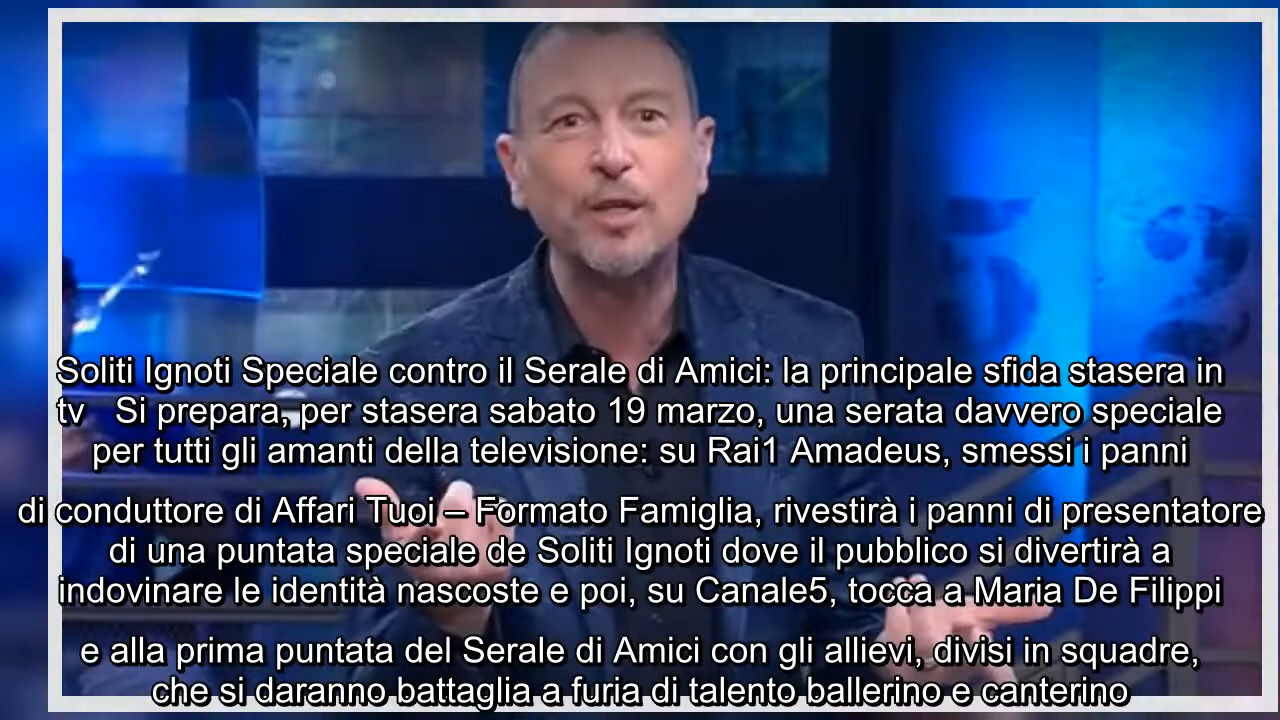 Soliti Ignoti Speciale contro il Serale di Amici: la principale sfida stasera in
tv Si prepara, per stasera sabato 19 marzo, una serata davvero speciale
per tutti gli amanti della televisione: su Rai1 Amadeus, smessi i panni
di conduttore di Affari Tuoi – Formato Famiglia, rivestirà i panni di presentatore
di una puntata speciale de Soliti Ignoti dove il pubblico si divertirà a
indovinare le identità nascoste e poi, su Canale5, tocca a Maria De Filippi
e alla prima puntata del Serale di Amici con gli allievi, divisi in squadre,
che si daranno battaglia a furia di talento ballerino e canterino